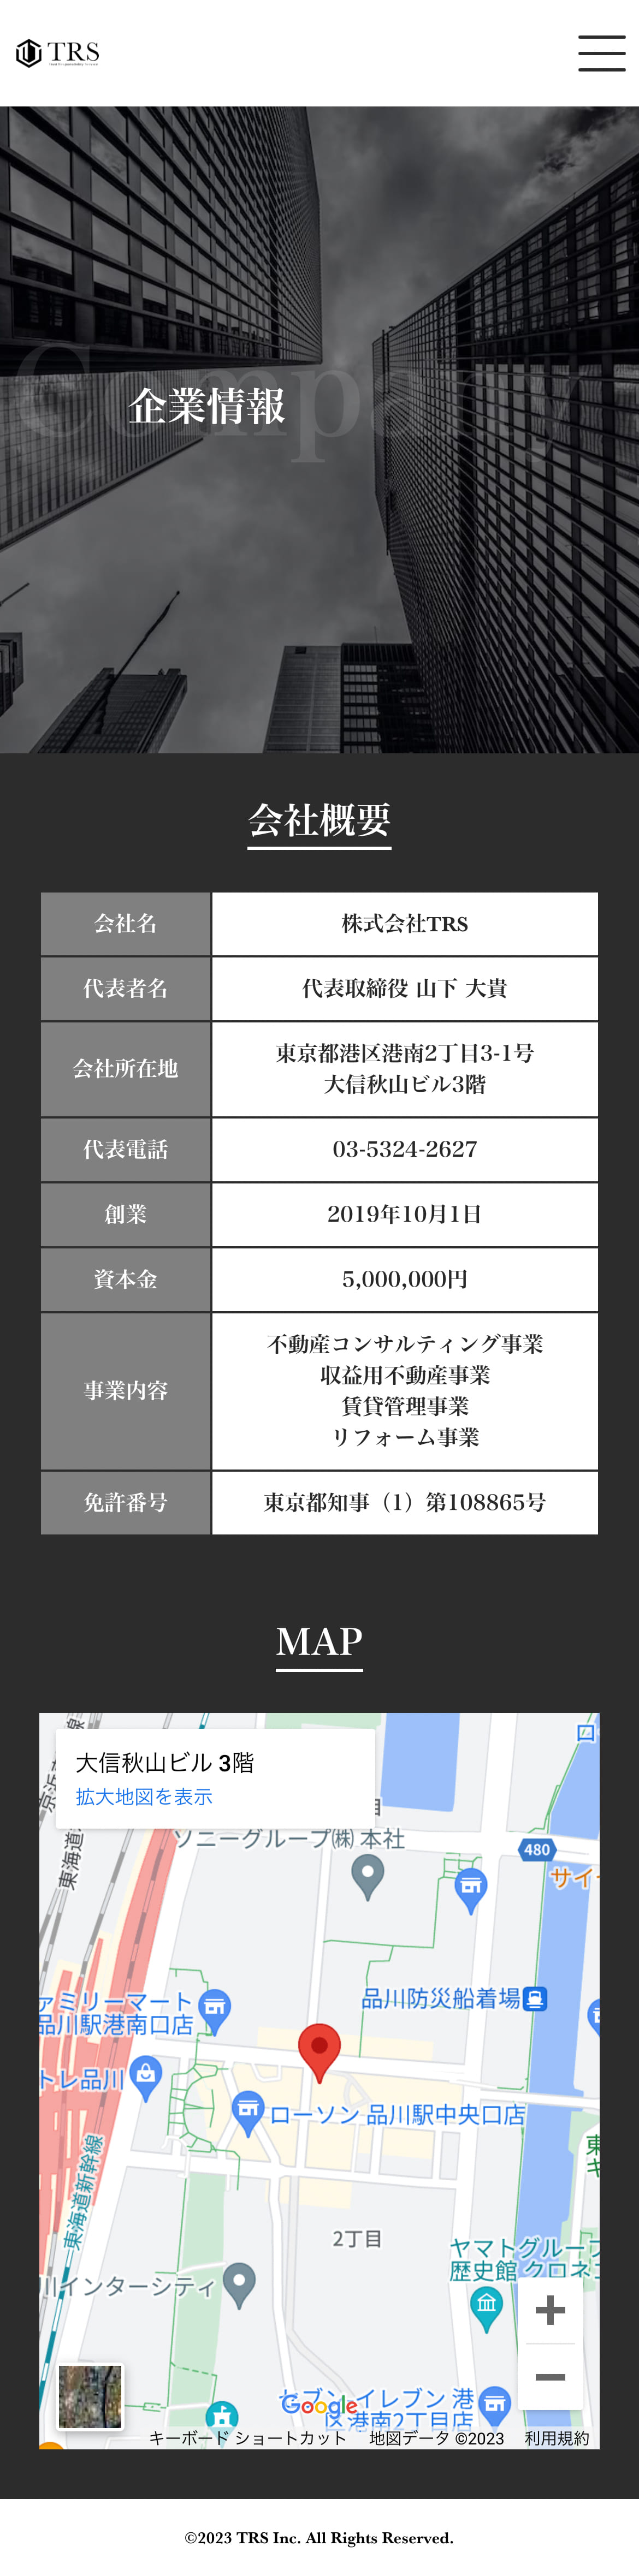 TRS
Company
企業情報
会社概要
会社名
株式会社TRS
代表者名
代表取締役 山下 大貴
会社所在地
東京都港区港南2丁目3-1号
大信秋山ビル3階
代表電話
03-5324-2627
創業
2019年10月1日
資本金
5,000,000円
事業内容
不動産コンサルティング事業
収益用不動産事業
賃貸管理事業
リフォーム事業
免許番号
東京都知事（1）第108865号
MAP
大信秋山ビル 3階
拡大地図を表示
ロ
ソニーグループ㈱ 本社
東海道
480
サイ
品川防災船着場
ァミリーマート
品川駅港南口店
トレ品川
ローソン 品川駅中央口店
東海道新幹線
2丁目
ヤマトグループ
歴史館 クロネ
川インターシティ
セブン-イレブン 港
区港南2丁目店
Google
キーボード ショートカット
地図データ ©2023
利用規約
©2023 TRS Inc. All Rights Reserved.